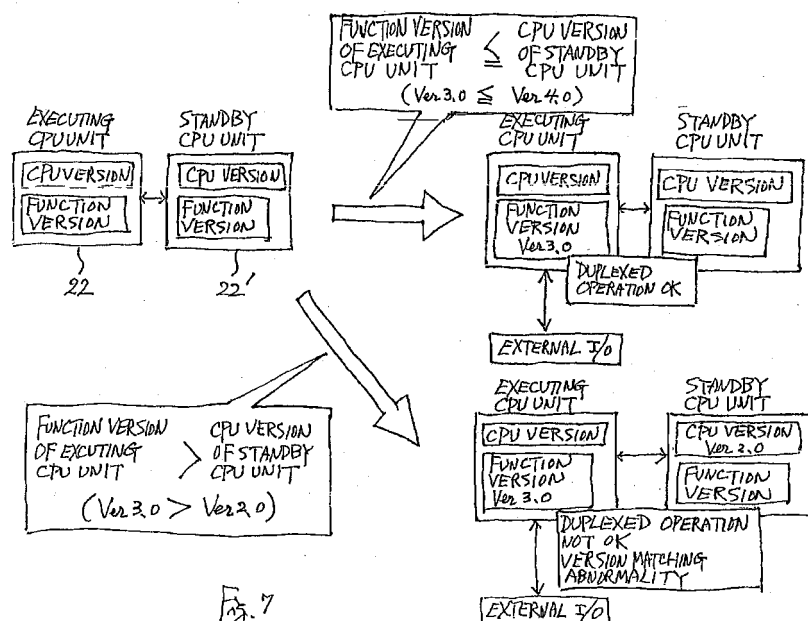 FUNCTION VERSION
OF EXECUTING
CPU UNIT
≦
CPU VERSION
OF STANDBY
CPU UNIT
(Ver 3.0 ≦ Ver 4.0)
EXECUTING
CPU UNIT
CPU VERSION
FUNCTION
VERSION
22
STANDBY
CPU UNIT
CPU VERSION
FUNCTION
VERSION
22'
EXECUTING
CPU UNIT
CPU VERSION
FUNCTION
VERSION
Ver 3.0
STANDBY
CPU UNIT
CPU VERSION
FUNCTION
VERSION
DUPLEXED
OPERATION OK
EXTERNAL I/O
FUNCTION VERSION
OF EXCUTING
CPU UNIT
>
CPU VERSION
OF STANDBY
CPU UNIT
(Ver 3.0 > Ver 2.0)
EXECUTING
CPU UNIT
CPU VERSION
FUNCTION
VERSION
Ver 3.0
STANDBY
CPU UNIT
CPU VERSION
Ver 2.0
FUNCTION
VERSION
DUPLEXED OPERATION
NOT OK
VERSION MATCHING
ABNORMALITY
EXTERNAL I/O
Fig. 7